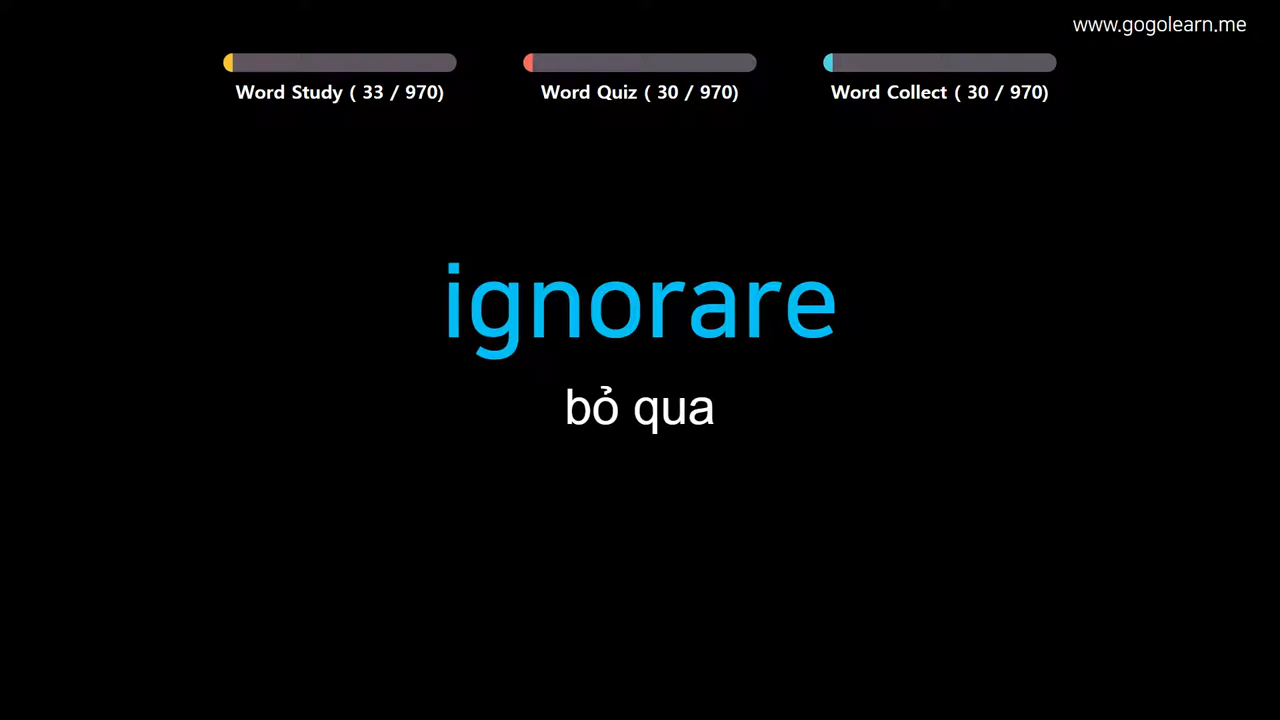 www.gogolearn.me
Word Study ( 33 / 970)
Word Quiz ( 30 / 970)
Word Collect ( 30 / 970)
ignorare
bỏ qua